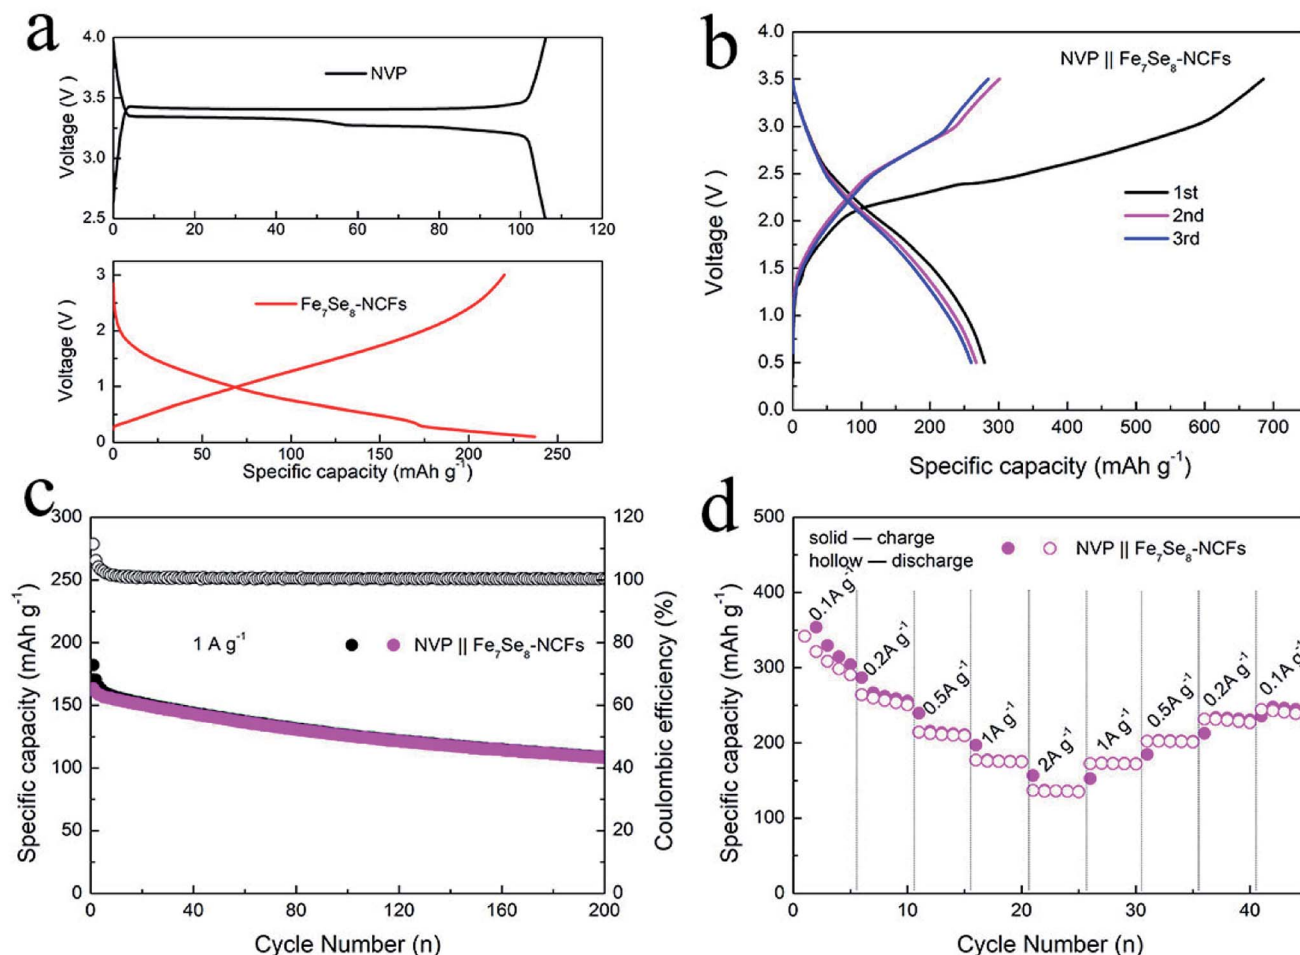 a
4.0
3.5
3.0
2.5
Voltage (V )
NVP
0 20 40 60 80 100 120
3
2
1
0
Voltage (V )
Fe₇Se₈-NCFs
0 50 100 150 200 250
Specific capacity (mAh g⁻¹)
b
4.0
3.5
3.0
2.5
2.0
1.5
1.0
0.5
0.0
Voltage (V )
NVP || Fe₇Se₈-NCFs
1st
2nd
3rd
0 100 200 300 400 500 600 700
Specific capacity (mAh g⁻¹)
c
300
250
200
150
100
50
0
Specific capacity (mAh g⁻¹)
1 A g⁻¹
NVP || Fe₇Se₈-NCFs
120
100
80
60
40
20
0
Coulombic efficiency (%)
0 40 80 120 160 200
Cycle Number (n)
d
500
400
300
200
100
0
Specific capacity (mAh g⁻¹)
solid — charge
hollow — discharge
NVP || Fe₇Se₈-NCFs
0.1A g⁻¹
0.2A g⁻¹
0.5A g⁻¹
1A g⁻¹
2A g⁻¹
1A g⁻¹
0.5A g⁻¹
0.2A g⁻¹
0.1A g⁻¹
0 10 20 30 40
Cycle Number (n)